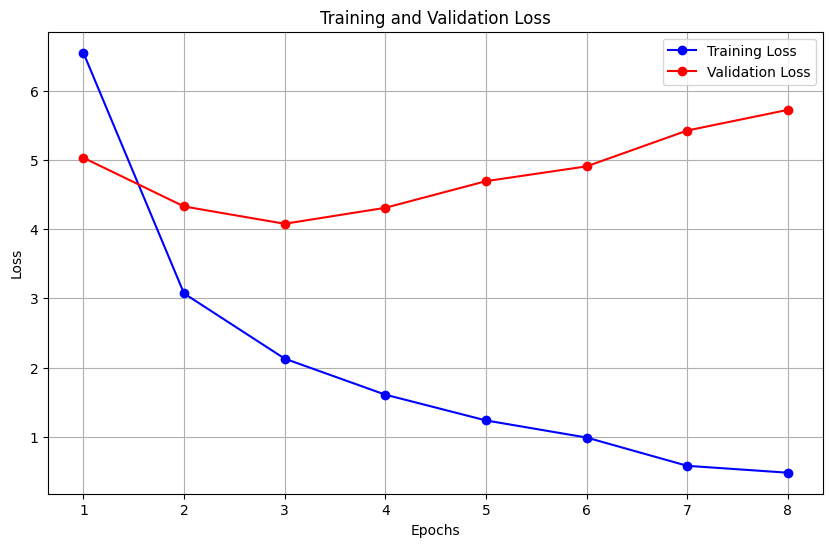 Training and Validation Loss
Training Loss
Validation Loss
6
5
4
3
2
1
Loss
1 2 3 4 5 6 7 8
Epochs